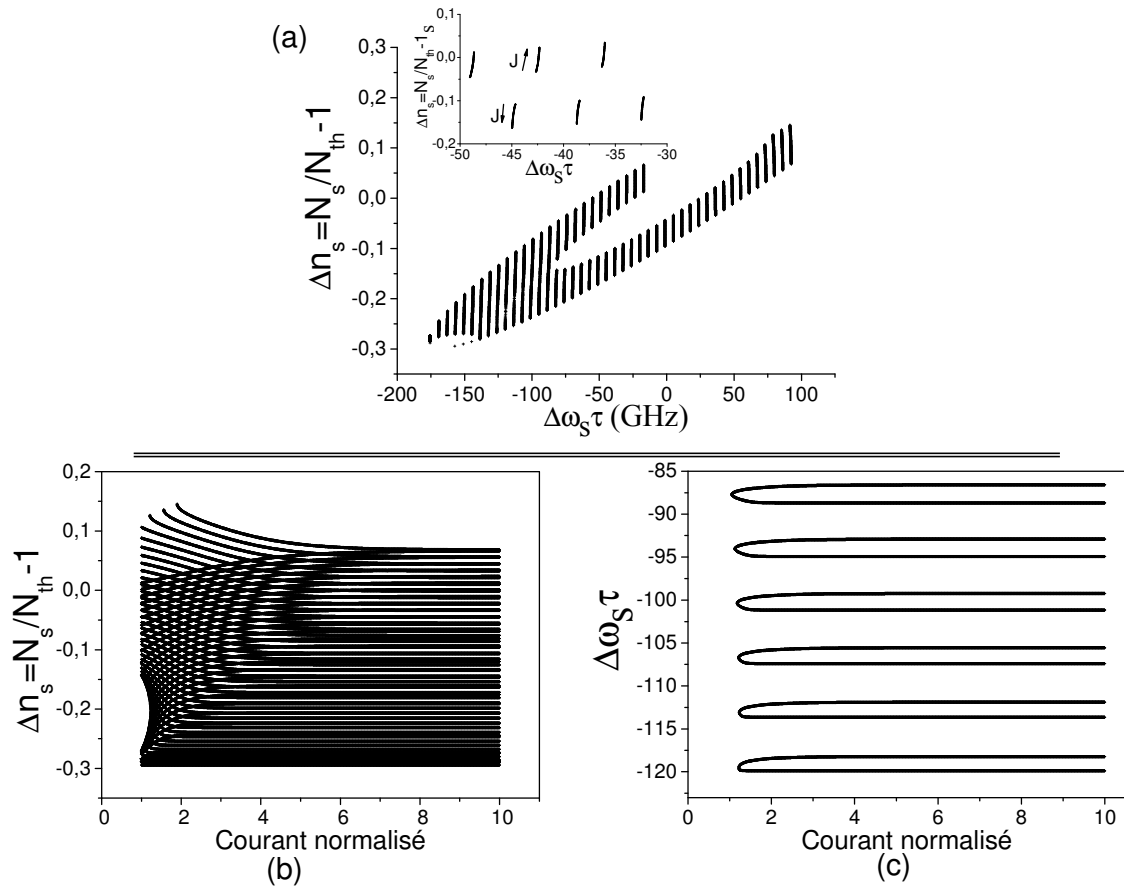 (a)
Δn_s=N_s/N_th-1
0,3
0,2
0,1
0,0
-0,1
-0,2
-0,3
-200 -150 -100 -50 0 50 100
Δω_Sτ (GHz)
Δn_s=N_s/N_th-1_S
0,1
0,0
-0,1
-0,2
J
J
-50 -45 -40 -35 -30
Δω_Sτ
Δn_s=N_s/N_th-1
0,2
0,1
0,0
-0,1
-0,2
-0,3
0 2 4 6 8 10
Courant normalisé
(b)
Δω_Sτ
-85
-90
-95
-100
-105
-110
-115
-120
0 2 4 6 8 10
Courant normalisé
(c)